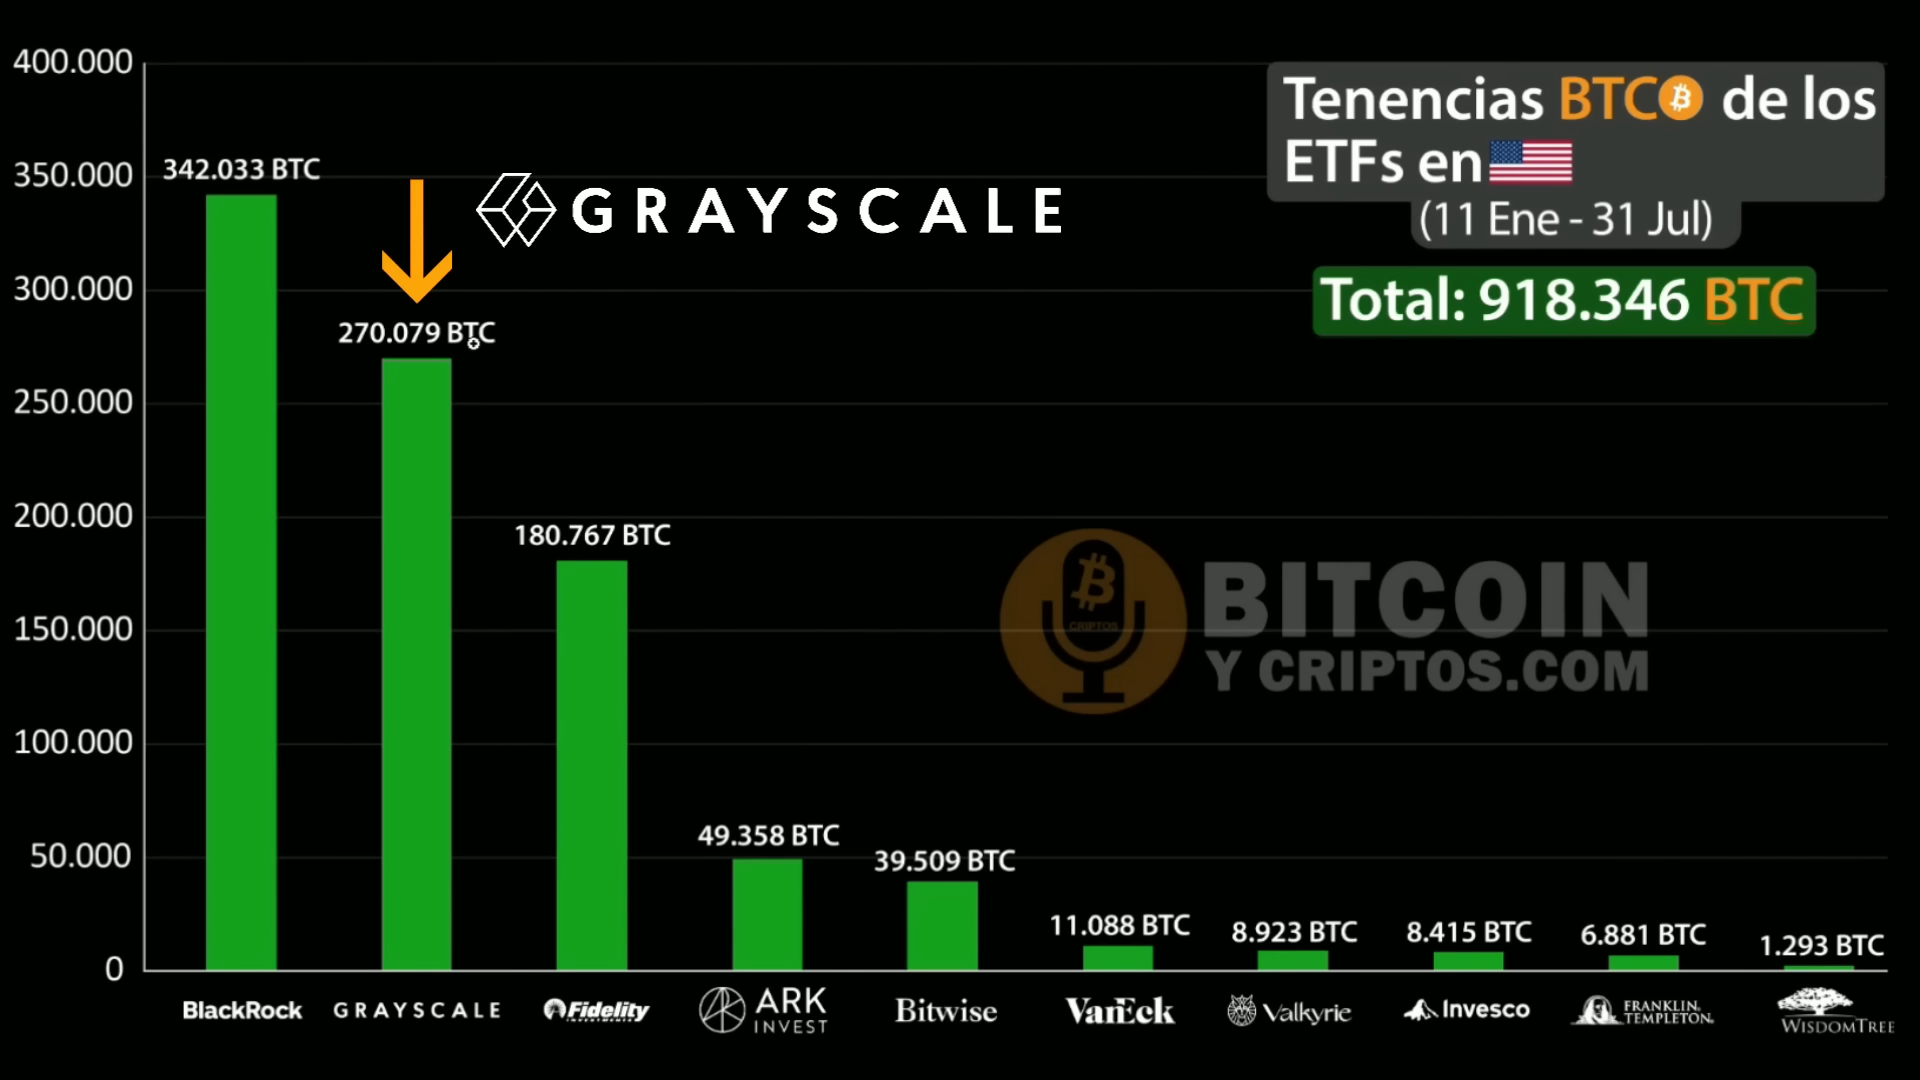 400.000
350.000
300.000
250.000
200.000
150.000
100.000
50.000
0
342.033 BTC
270.079 BTC
180.767 BTC
49.358 BTC
39.509 BTC
11.088 BTC
8.923 BTC
8.415 BTC
6.881 BTC
1.293 BTC
GRAYSCALE
Tenencias BTC de los
ETFs en
(11 Ene - 31 Jul)
Total: 918.346 BTC
CRIPTOS
BITCOIN
Y CRIPTOS.COM
BlackRock
GRAYSCALE
Fidelity
INVESTMENTS
ARK
INVEST
Bitwise
VanEck
Valkyrie
Invesco
FRANKLIN
TEMPLETON
WISDOMTREE